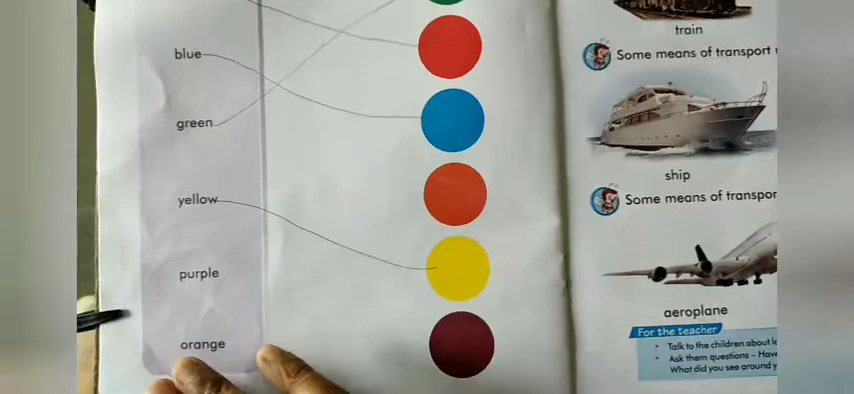 blue
green
yellow
purple
orange
train
Some means of transport
ship
Some means of transpor
aeroplane
For the teacher
• Talk to the children about
• Ask them questions – Have
What did you see around